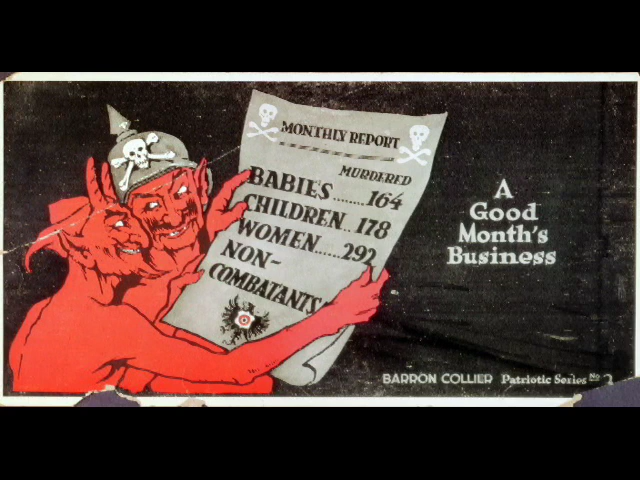 MONTHLY REPORT
MURDERED
BABIES.......164
CHILDREN..178
WOMEN.....292
NON-
COMBATANTS
A
Good
Month's
Business
BARRON COLLIER Patriotic Series No